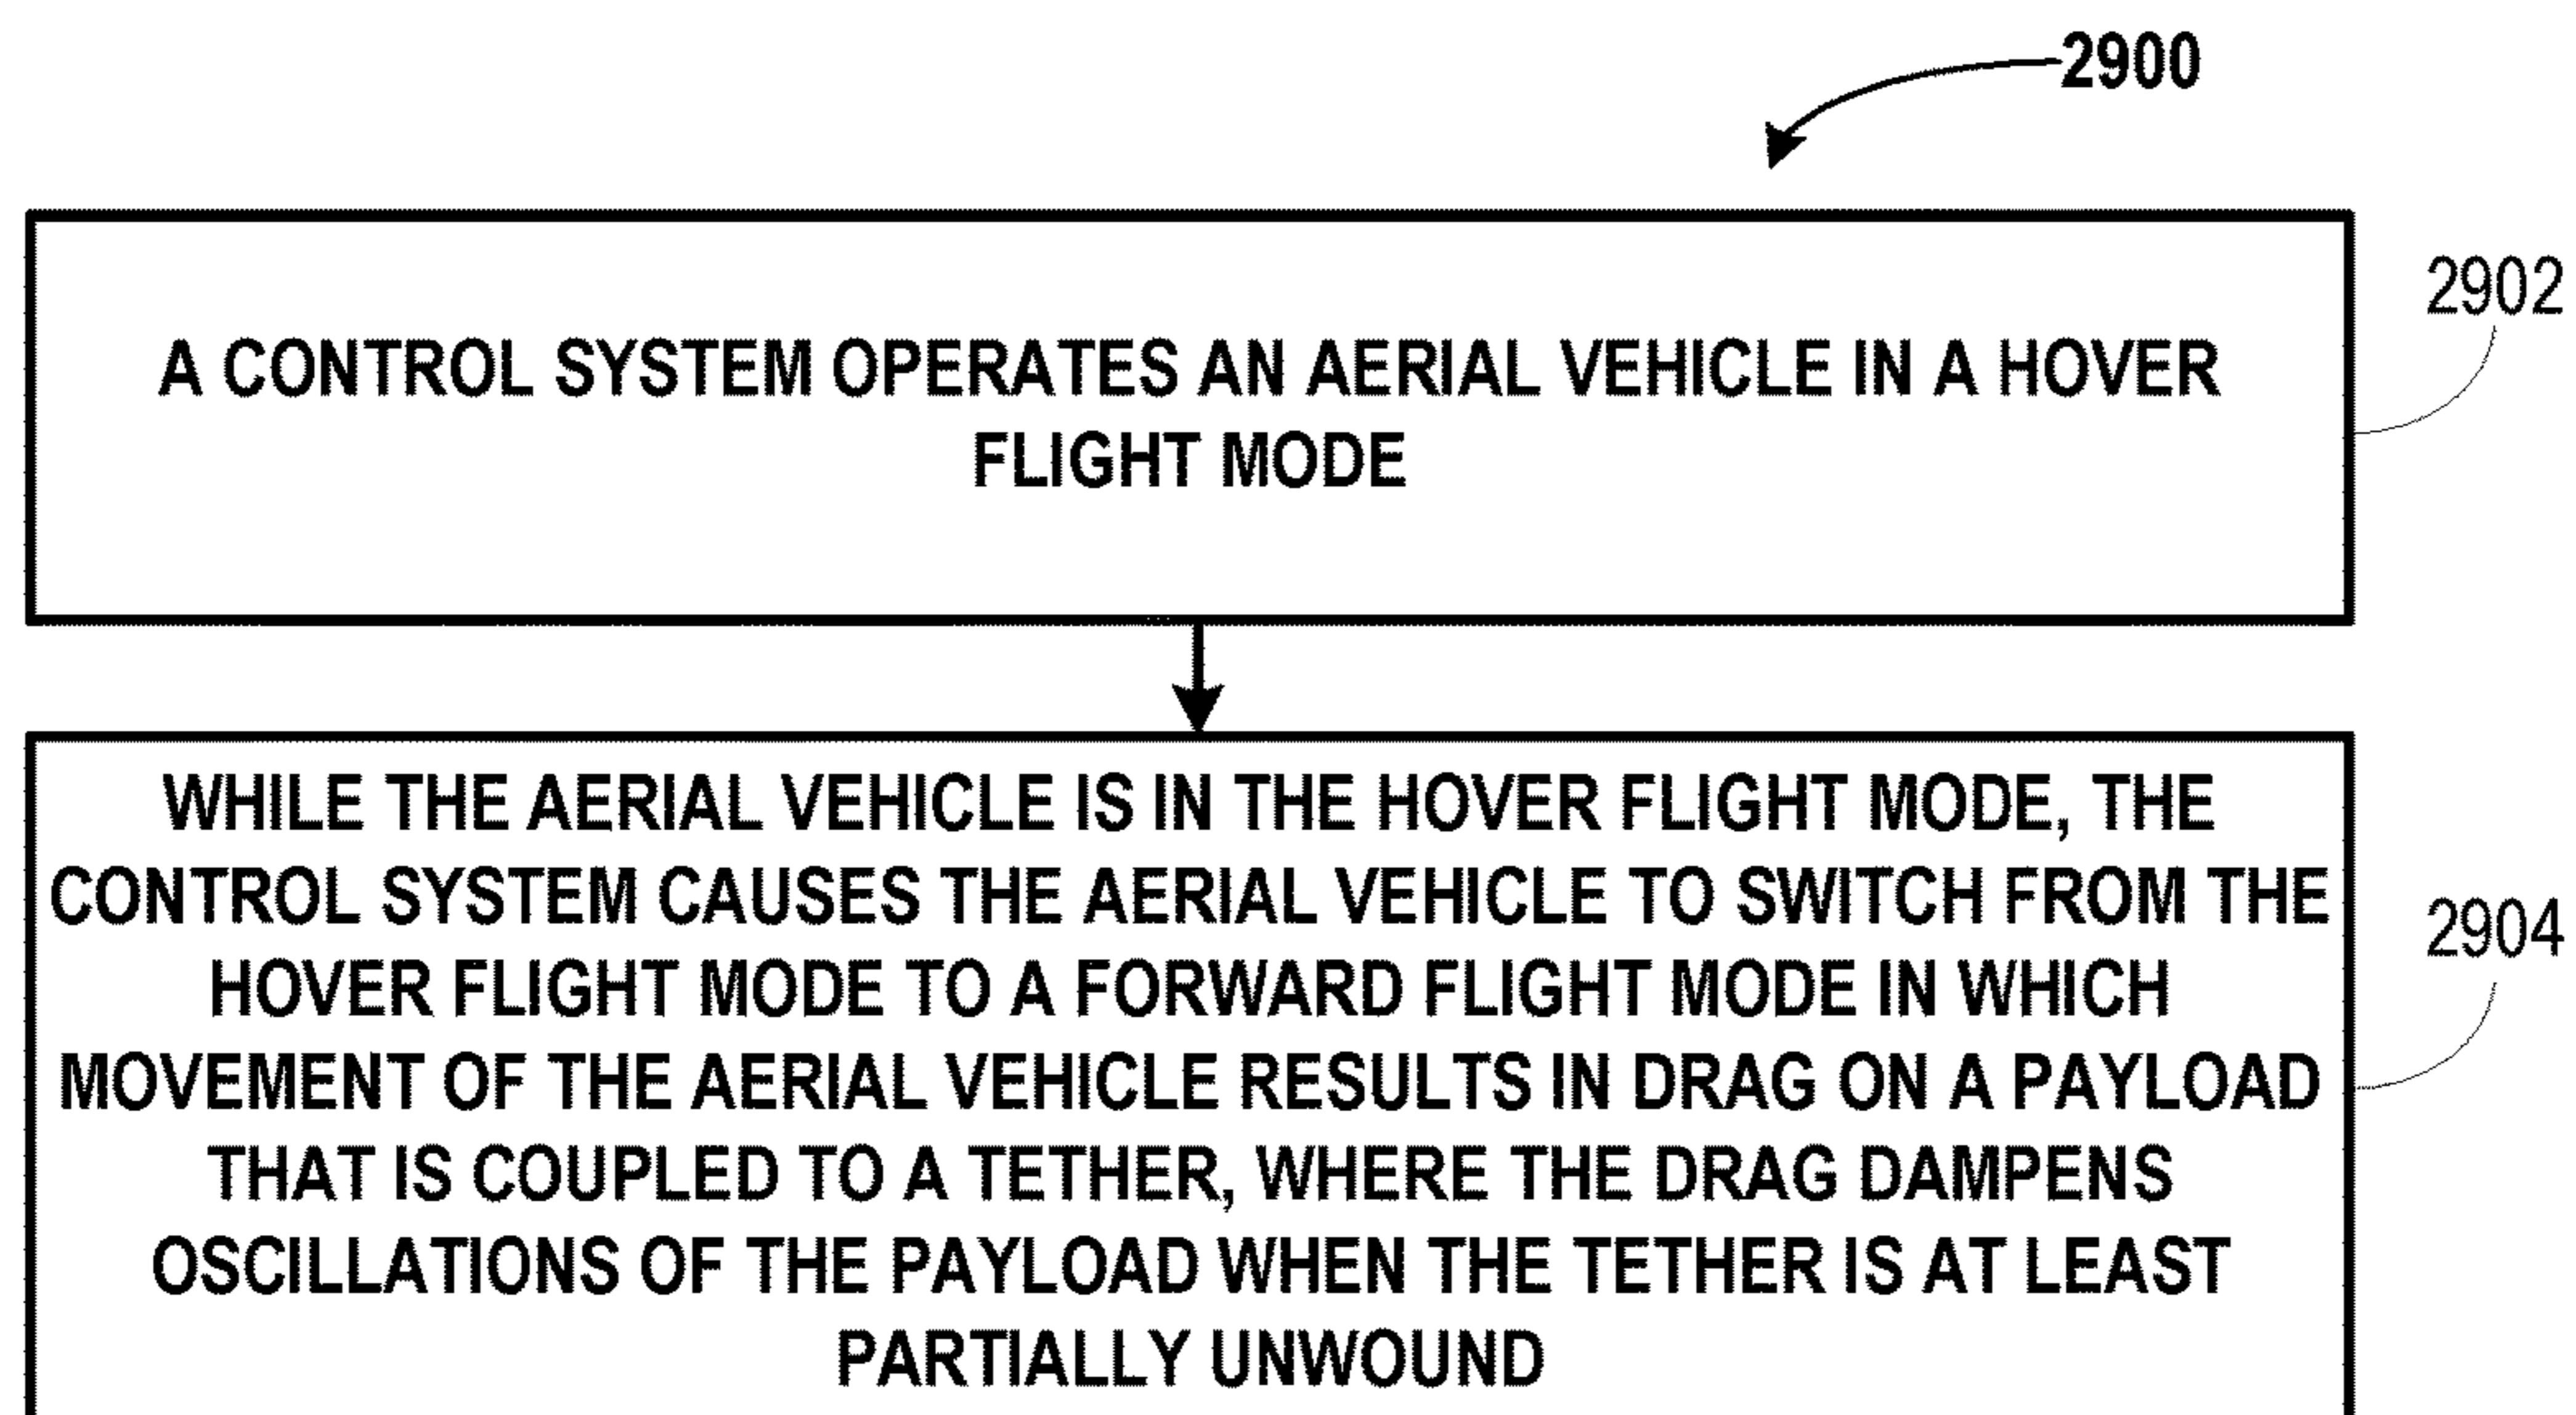 2900
A CONTROL SYSTEM OPERATES AN AERIAL VEHICLE IN A HOVER
FLIGHT MODE
2902
WHILE THE AERIAL VEHICLE IS IN THE HOVER FLIGHT MODE, THE
CONTROL SYSTEM CAUSES THE AERIAL VEHICLE TO SWITCH FROM THE
HOVER FLIGHT MODE TO A FORWARD FLIGHT MODE IN WHICH
MOVEMENT OF THE AERIAL VEHICLE RESULTS IN DRAG ON A PAYLOAD
THAT IS COUPLED TO A TETHER, WHERE THE DRAG DAMPENS
OSCILLATIONS OF THE PAYLOAD WHEN THE TETHER IS AT LEAST
PARTIALLY UNWOUND
2904